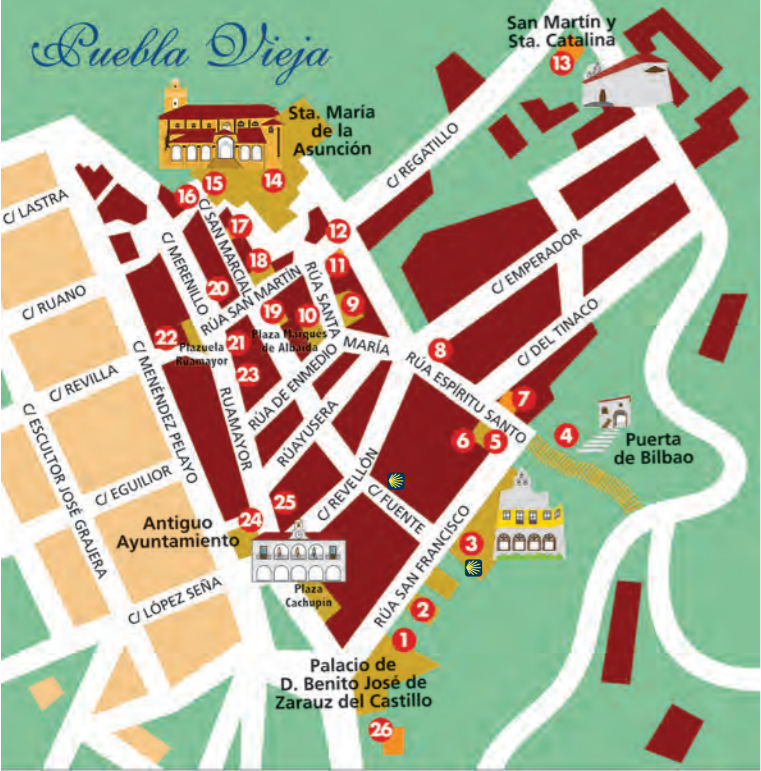 Puebla Vieja
San Martín y
Sta. Catalina
13
Sta. María
de la
Asunción
C/ REGATILLO
C/ LASTRA
16
15
14
C/ SAN MARCIAL
17
12
C/ MERENILLO
18
11
C/ EMPERADOR
C/ RUANO
20
RÚA SAN MARTÍN
RÚA SANTA
MARÍA
19
10
9
C/ DEL TINACO
22
Plazuela
Rúamayor
21
Plaza Marqués
de Albaida
8
C/ REVILLA
C/ MENÉNDEZ PELAYO
23
RÚA DE ENMEDIO
RÚA ESPÍRITU SANTO
7
RUAMAYOR
RÚAYUSERA
6
5
4
Puerta
de Bilbao
C/ ESCULTOR JOSÉ GRAJERA
C/ EGUILIOR
C/ REVELLÓN
C/ FUENTE
25
24
Antiguo
Ayuntamiento
RÚA SAN FRANCISCO
3
Plaza
Cachupín
C/ LÓPEZ SEÑA
2
1
Palacio de
D. Benito José de
Zarauz del Castillo
26